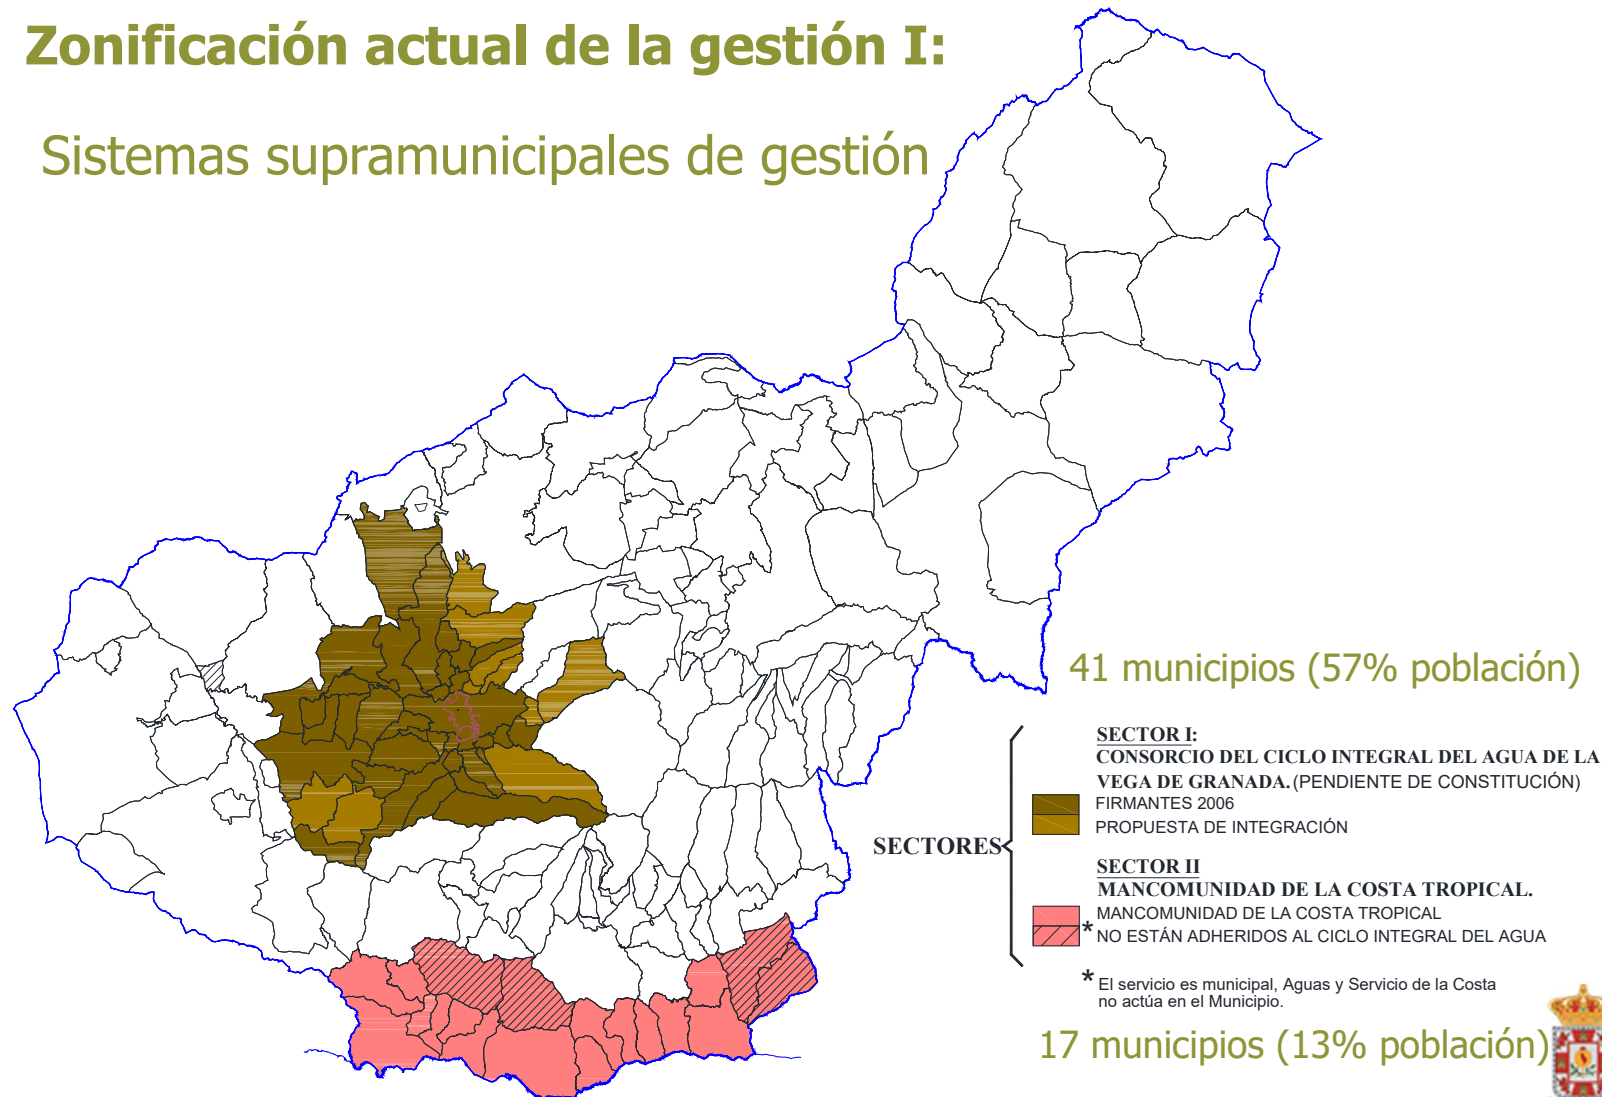 Zonificación actual de la gestión I:
Sistemas supramunicipales de gestión
41 municipios (57% población)
SECTORES
SECTOR I:
CONSORCIO DEL CICLO INTEGRAL DEL AGUA DE LA
VEGA DE GRANADA. (PENDIENTE DE CONSTITUCIÓN)
FIRMANTES 2006
PROPUESTA DE INTEGRACIÓN
SECTOR II
MANCOMUNIDAD DE LA COSTA TROPICAL.
MANCOMUNIDAD DE LA COSTA TROPICAL
* NO ESTÁN ADHERIDOS AL CICLO INTEGRAL DEL AGUA
* El servicio es municipal, Aguas y Servicio de la Costa
no actúa en el Municipio.
17 municipios (13% población)